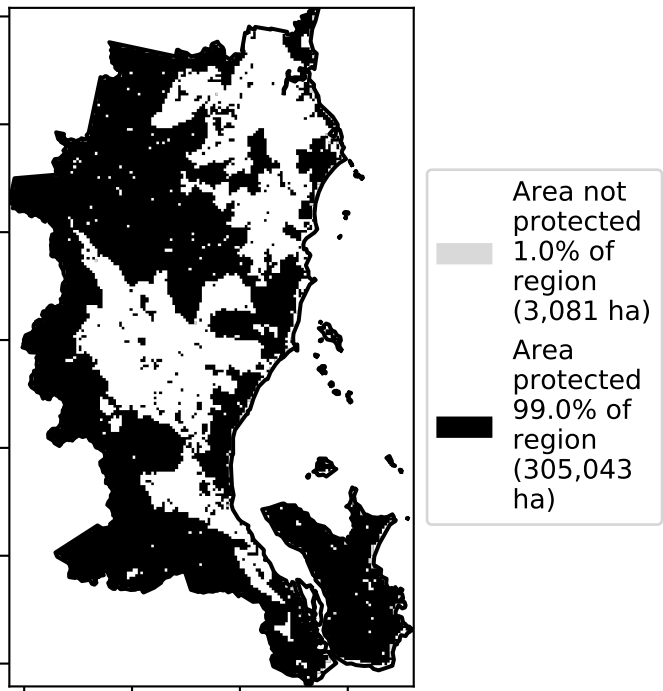 Area not
protected
1.0% of
region
(3,081 ha)
Area
protected
99.0% of
region
(305,043
ha)